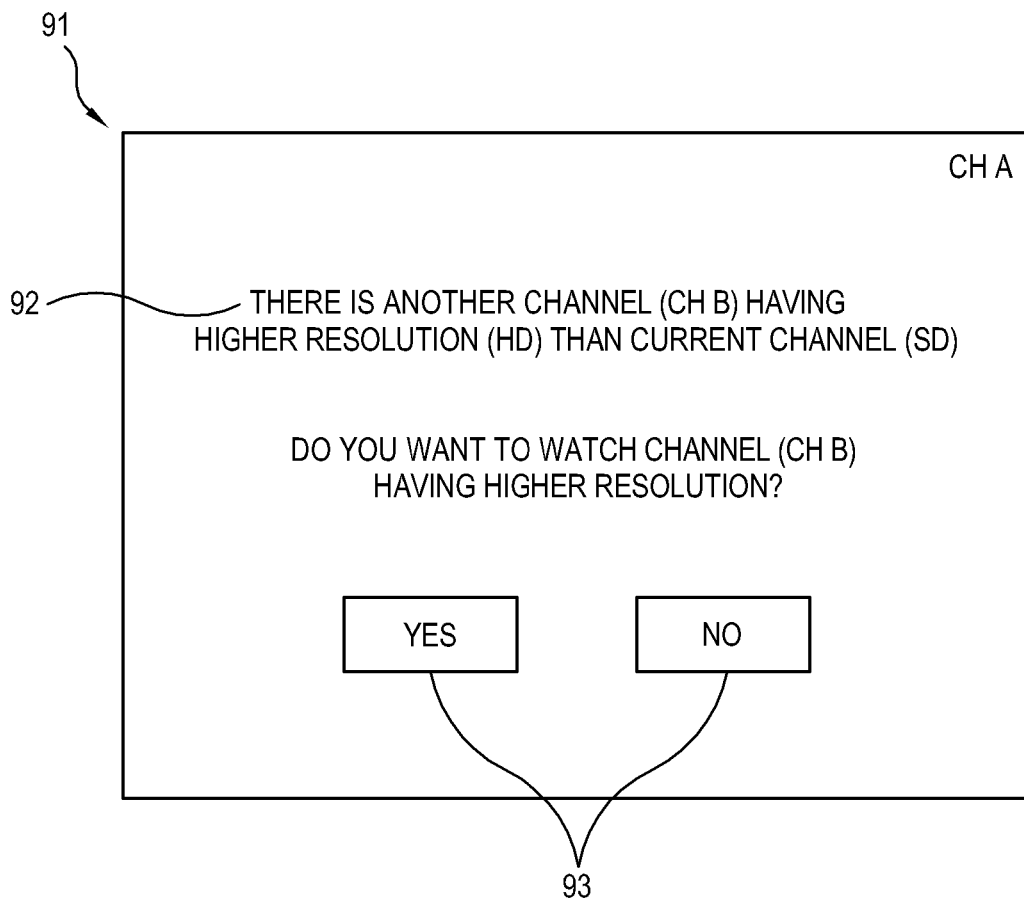 91
CH A
92
THERE IS ANOTHER CHANNEL (CH B) HAVING
HIGHER RESOLUTION (HD) THAN CURRENT CHANNEL (SD)
DO YOU WANT TO WATCH CHANNEL (CH B)
HAVING HIGHER RESOLUTION?
YES
NO
93